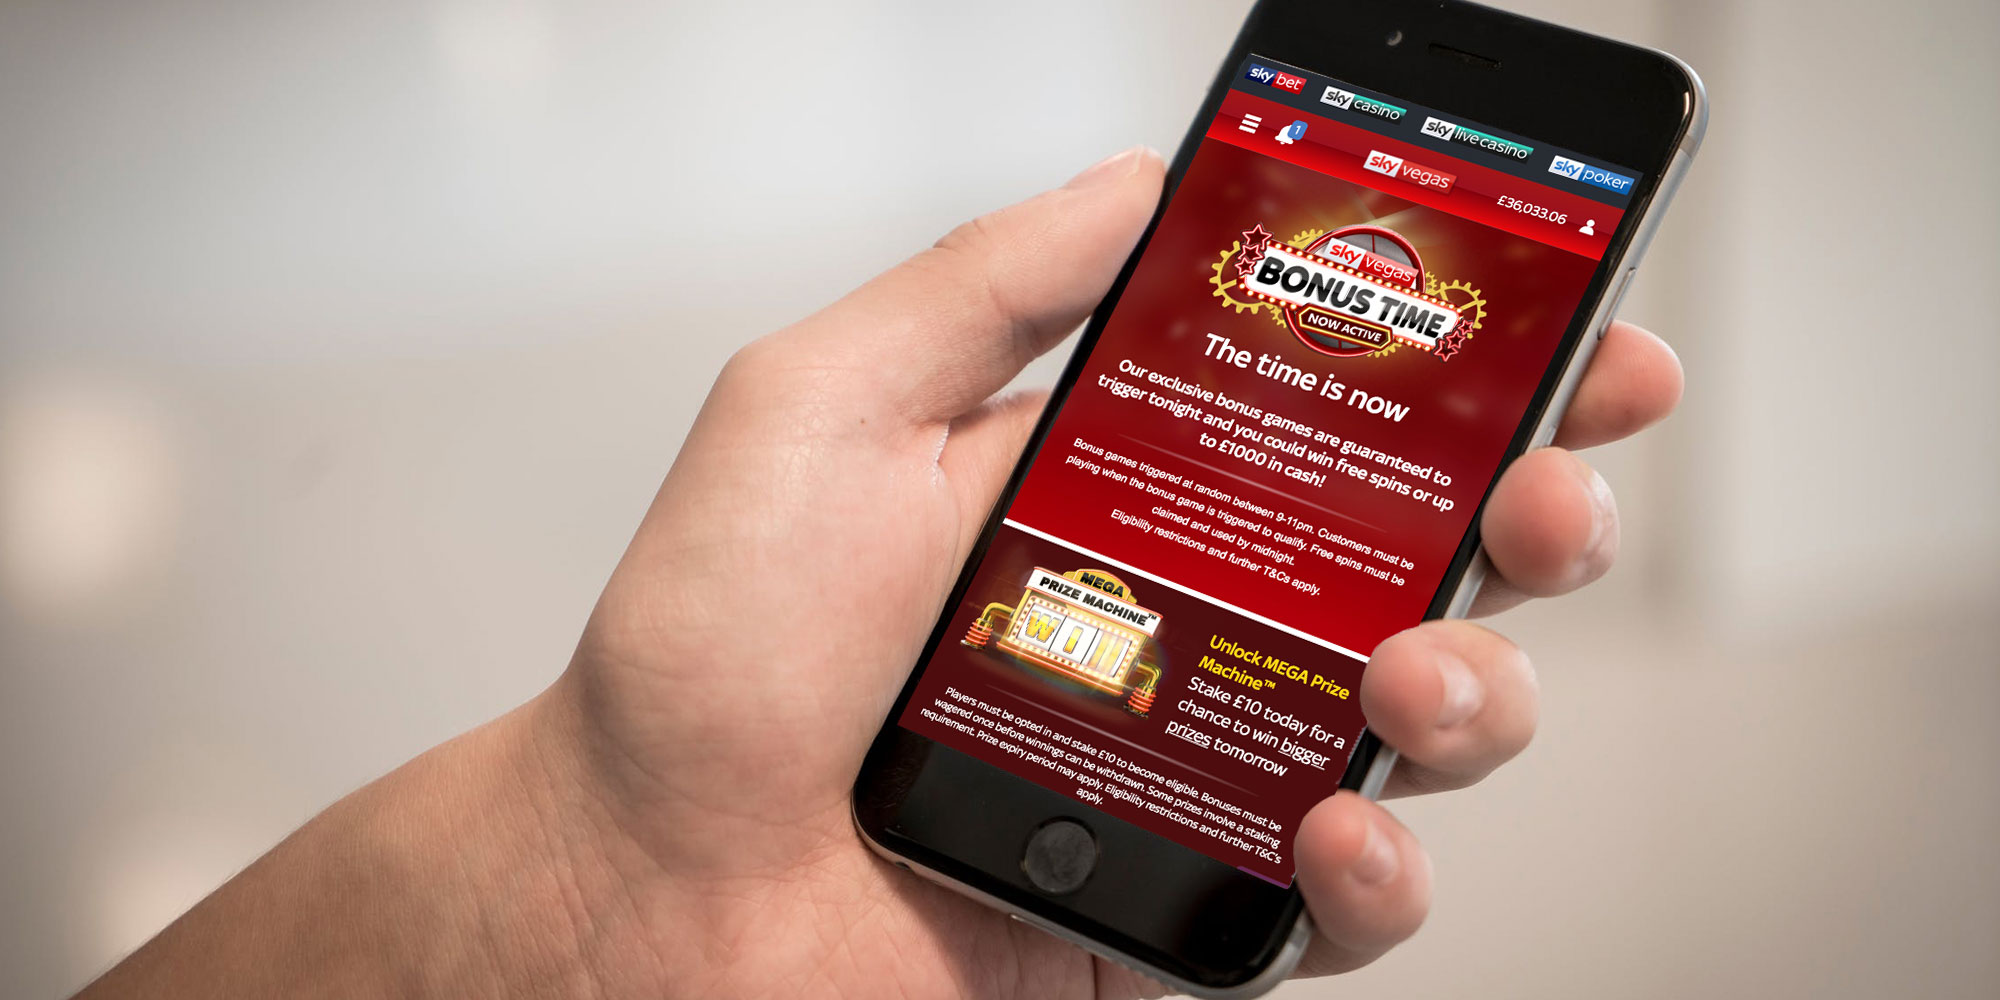 sky bet
sky casino
sky live casino
sky poker
1
sky vegas
£36,033.06
sky vegas
BONUS TIME
NOW ACTIVE
The time is now
Our exclusive bonus games are guaranteed to
trigger tonight and you could win free spins or up
to £1000 in cash!
Bonus games triggered at random between 9-11pm. Customers must be
playing when the bonus game is triggered to qualify. Free spins must be
claimed and used by midnight.
Eligibility restrictions and further T&Cs apply.
MEGA
PRIZE MACHINE™
WIN
Unlock MEGA Prize
Machine™
Stake £10 today for a
chance to win bigger
prizes tomorrow
Players must be opted in and stake £10 to become eligible. Bonuses must be
wagered once before winnings can be withdrawn. Some prizes involve a staking
requirement. Prize expiry period may apply. Eligibility restrictions and further T&C's
apply.